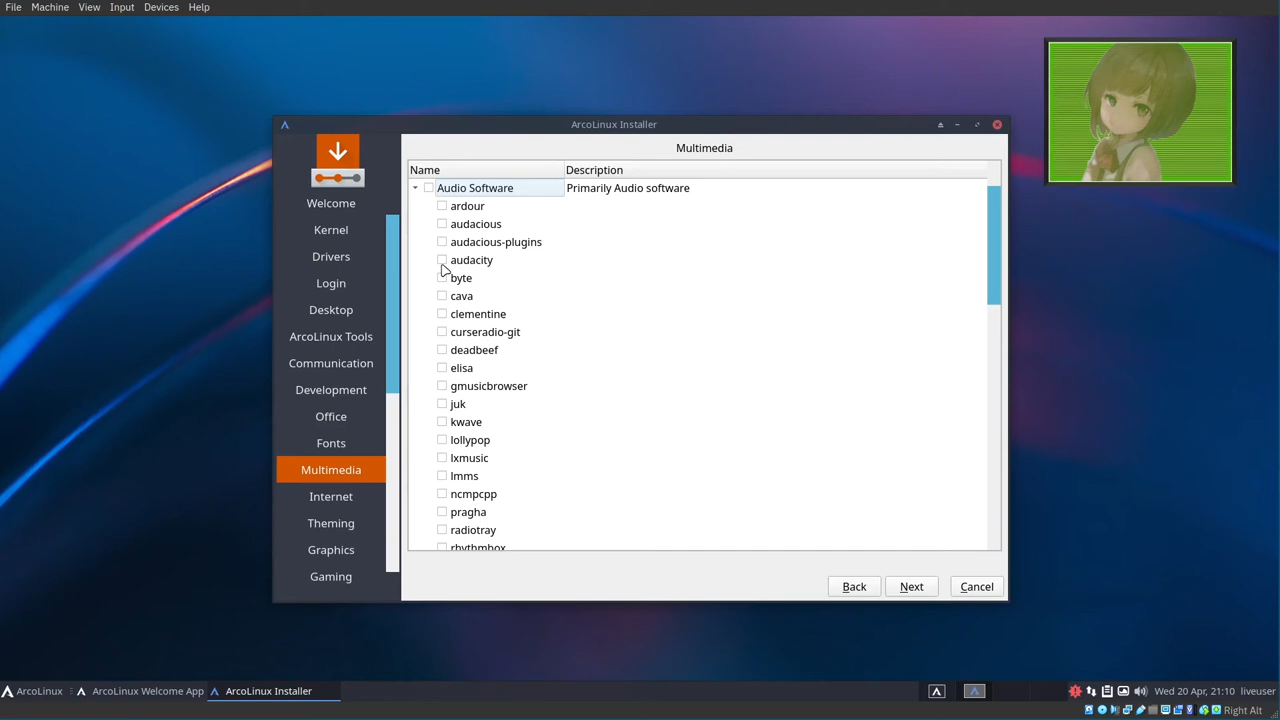 File Machine View Input Devices Help
ArcoLinux Installer
Welcome
Kernel
Drivers
Login
Desktop
ArcoLinux Tools
Communication
Development
Office
Fonts
Multimedia
Internet
Theming
Graphics
Gaming
Multimedia
Name Description
Audio Software Primarily Audio software
ardour
audacious
audacious-plugins
audacity
byte
cava
clementine
curseradio-git
deadbeef
elisa
gmusicbrowser
juk
kwave
lollypop
lxmusic
lmms
ncmpcpp
pragha
radiotray
rhythmbox
Back Next Cancel
ArcoLinux ArcoLinux Welcome App ArcoLinux Installer Wed 20 Apr, 21:10 liveuser
Right Alt